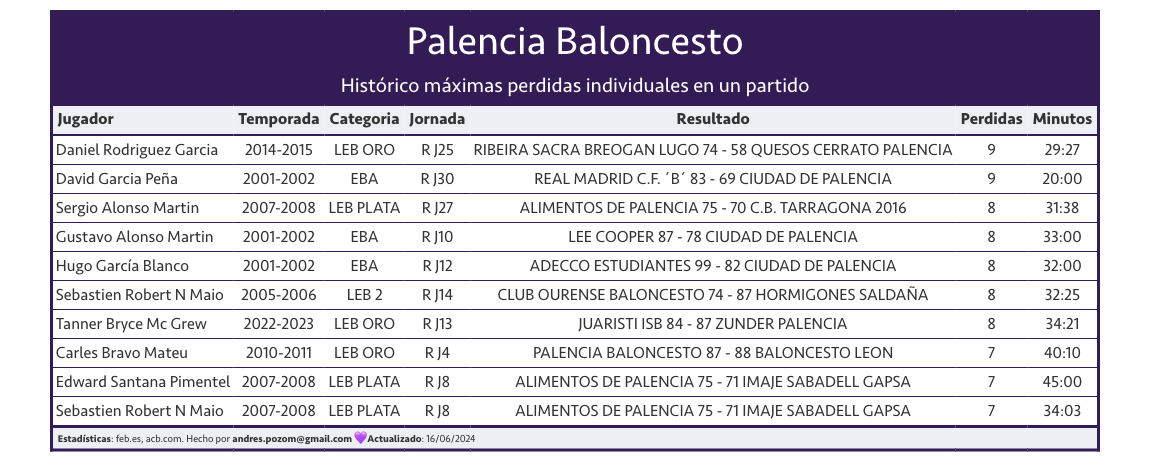 Palencia Baloncesto
Histórico máximas perdidas individuales en un partido
Jugador Temporada Categoria Jornada Resultado Perdidas Minutos
Daniel Rodriguez Garcia 2014-2015 LEB ORO R J25 RIBEIRA SACRA BREOGAN LUGO 74 - 58 QUESOS CERRATO PALENCIA 9 29:27
David Garcia Peña 2001-2002 EBA R J30 REAL MADRID C.F. ´B´ 83 - 69 CIUDAD DE PALENCIA 9 20:00
Sergio Alonso Martin 2007-2008 LEB PLATA R J27 ALIMENTOS DE PALENCIA 75 - 70 C.B. TARRAGONA 2016 8 31:38
Gustavo Alonso Martin 2001-2002 EBA R J10 LEE COOPER 87 - 78 CIUDAD DE PALENCIA 8 33:00
Hugo García Blanco 2001-2002 EBA R J12 ADECCO ESTUDIANTES 99 - 82 CIUDAD DE PALENCIA 8 32:00
Sebastien Robert N Maio 2005-2006 LEB 2 R J14 CLUB OURENSE BALONCESTO 74 - 87 HORMIGONES SALDAÑA 8 32:25
Tanner Bryce Mc Grew 2022-2023 LEB ORO R J13 JUARISTI ISB 84 - 87 ZUNDER PALENCIA 8 34:21
Carles Bravo Mateu 2010-2011 LEB ORO R J4 PALENCIA BALONCESTO 87 - 88 BALONCESTO LEON 7 40:10
Edward Santana Pimentel 2007-2008 LEB PLATA R J8 ALIMENTOS DE PALENCIA 75 - 71 IMAJE SABADELL GAPSA 7 45:00
Sebastien Robert N Maio 2007-2008 LEB PLATA R J8 ALIMENTOS DE PALENCIA 75 - 71 IMAJE SABADELL GAPSA 7 34:03
Estadísticas: feb.es, acb.com. Hecho por andres.pozom@gmail.com 💜Actualizado: 16/06/2024